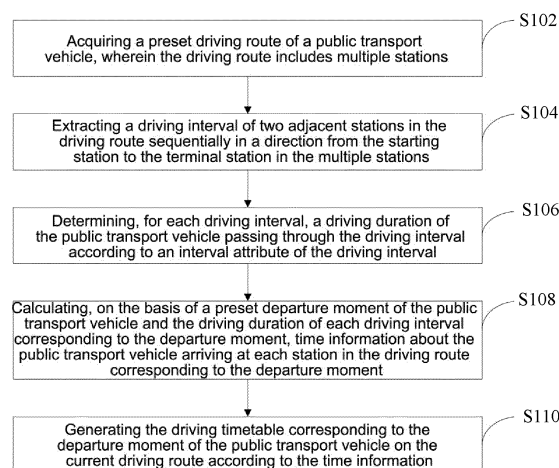 S102
Acquiring a preset driving route of a public transport
vehicle, wherein the driving route includes multiple stations
S104
Extracting a driving interval of two adjacent stations in the
driving route sequentially in a direction from the starting
station to the terminal station in the multiple stations
S106
Determining, for each driving interval, a driving duration of
the public transport vehicle passing through the driving interval
according to an interval attribute of the driving interval
S108
Calculating, on the basis of a preset departure moment of the public
transport vehicle and the driving duration of each driving interval
corresponding to the departure moment, time information about the
public transport vehicle arriving at each station in the driving route
corresponding to the departure moment
S110
Generating the driving timetable corresponding to the
departure moment of the public transport vehicle on the
current driving route according to the time information